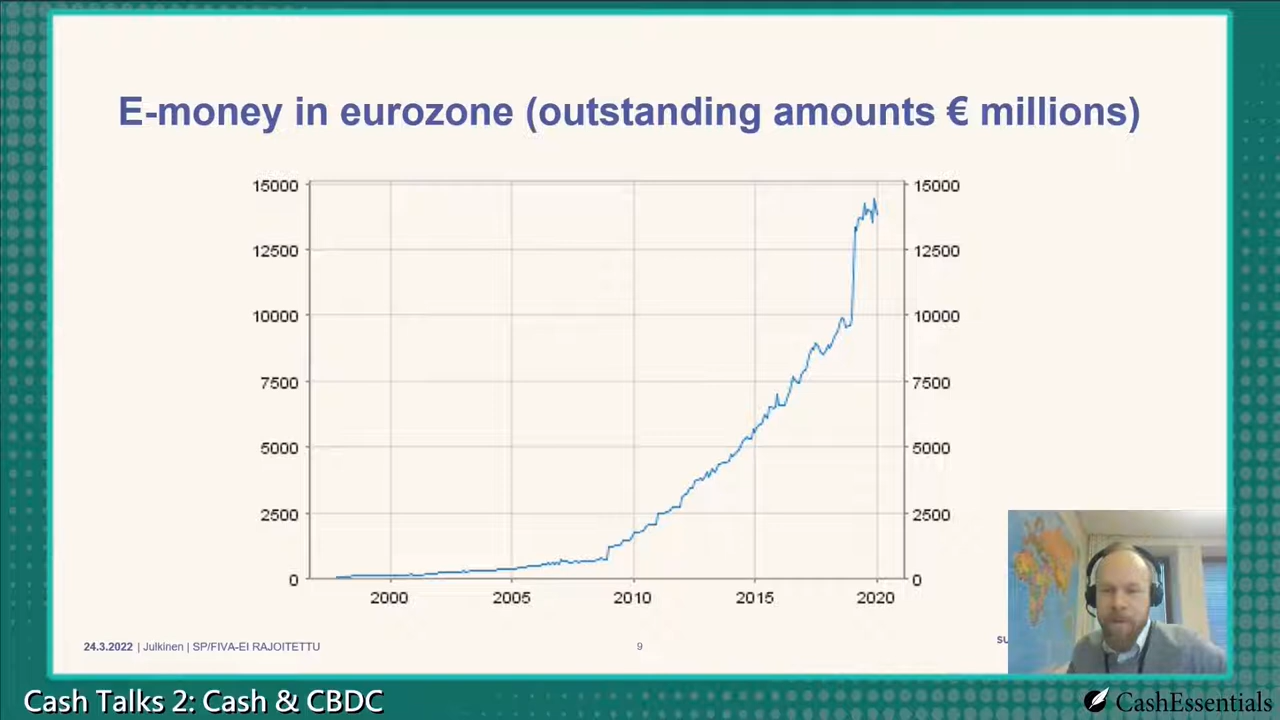 E-money in eurozone (outstanding amounts € millions)
15000 15000
12500 12500
10000 10000
7500 7500
5000 5000
2500 2500
0 0
2000 2005 2010 2015 2020
24.3.2022 | Julkinen | SP/FIVA-EI RAJOITETTU 9
Cash Talks 2: Cash & CBDC
CashEssentials